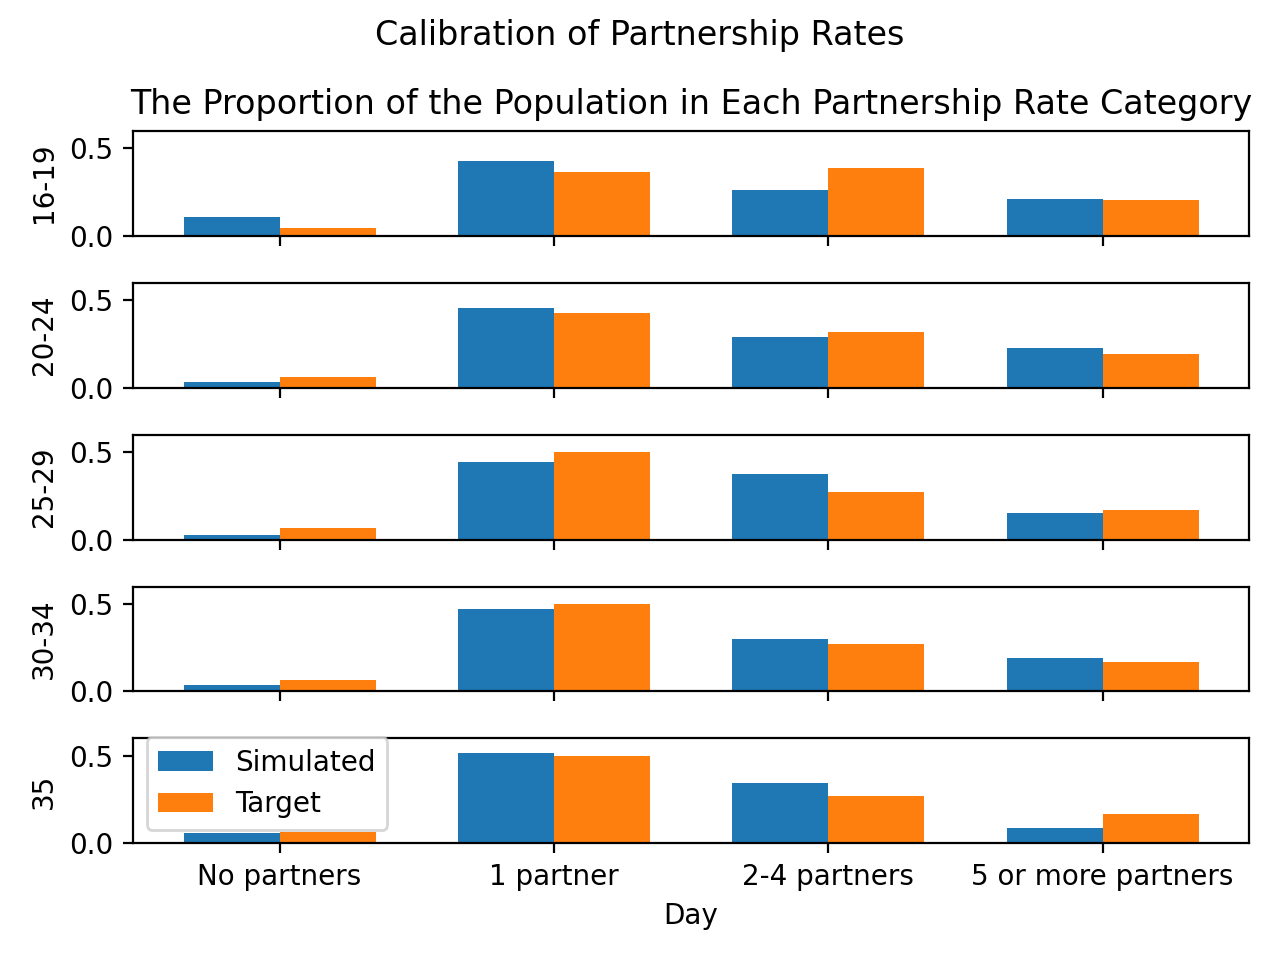 Calibration of Partnership Rates
The Proportion of the Population in Each Partnership Rate Category
0.5
16-19
0.0
0.5
20-24
0.0
0.5
25-29
0.0
0.5
30-34
0.0
0.5
35
0.0
Simulated
Target
No partners
1 partner
2-4 partners
5 or more partners
Day